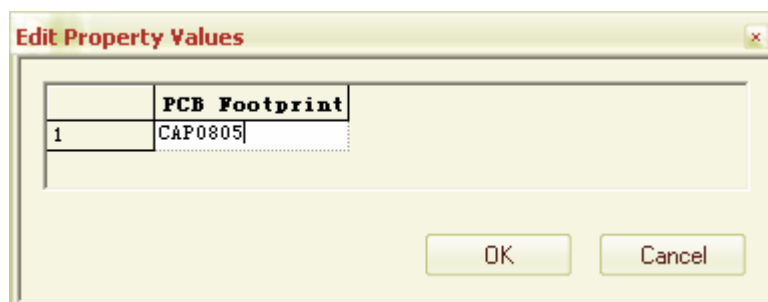 Edit Property Values
PCB Footprint
1 CAP0805
OK Cancel